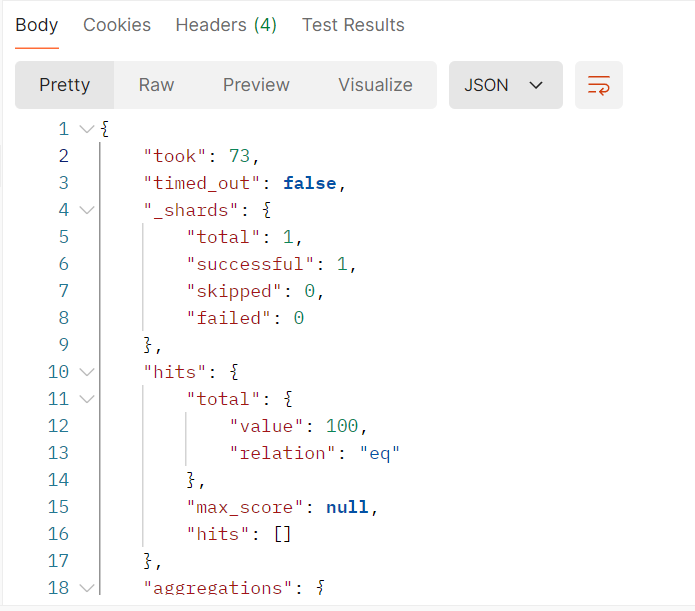 Body Cookies Headers (4) Test Results
Pretty Raw Preview Visualize JSON
1 {
2 "took": 73,
3 "timed_out": false,
4 "_shards": {
5 "total": 1,
6 "successful": 1,
7 "skipped": 0,
8 "failed": 0
9 },
10 "hits": {
11 "total": {
12 "value": 100,
13 "relation": "eq"
14 },
15 "max_score": null,
16 "hits": []
17 },
18 "aggregations": {